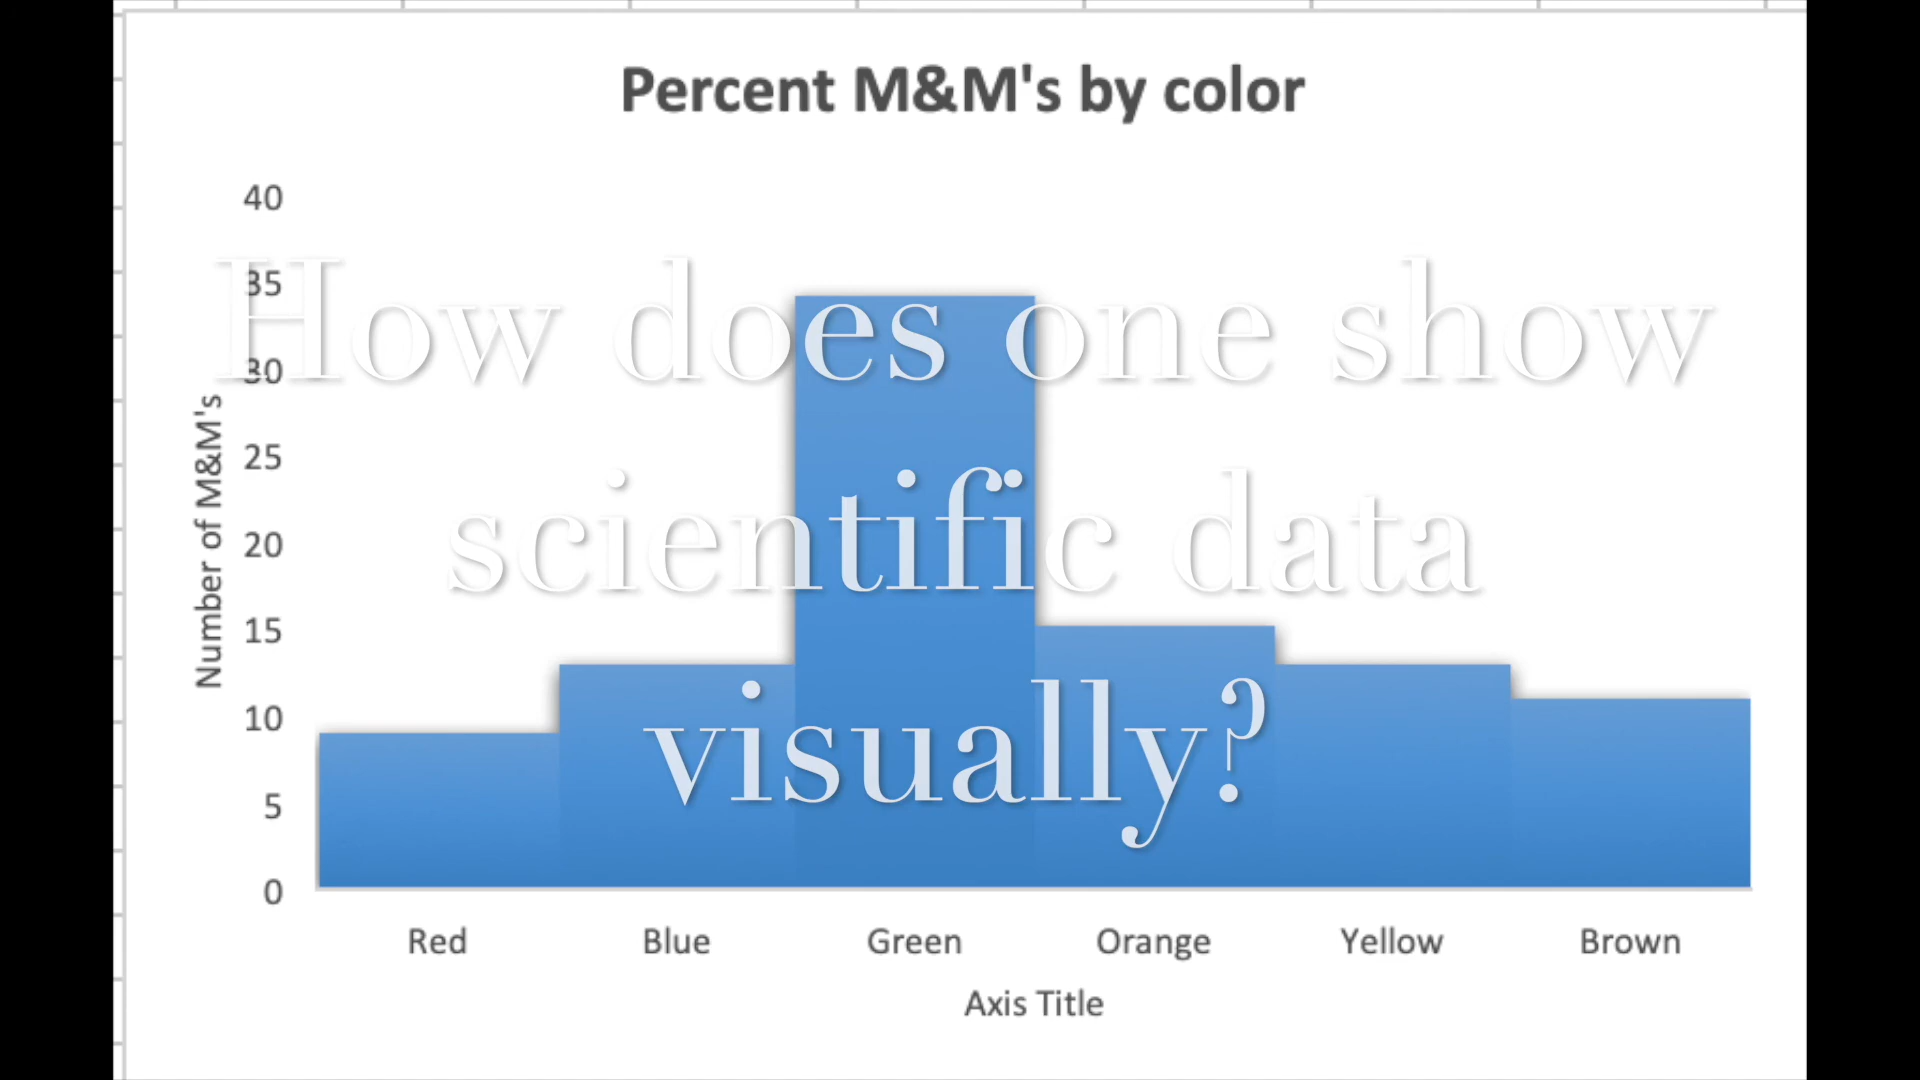 Percent M&M's by color
How does one show
scientific data
visually?
Number of M&M's
40
35
30
25
20
15
10
5
0
Red Blue Green Orange Yellow Brown
Axis Title